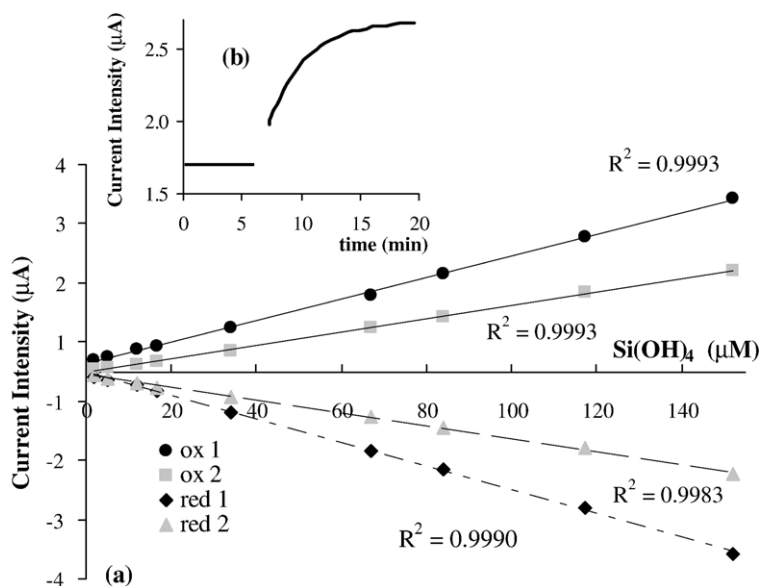 Current Intensity (µA)
2.5
2.0
1.5
(b)
0 5 10 15 20
time (min)
Current Intensity (µA)
4
3
2
1
-1
-2
-3
-4
R² = 0.9993
R² = 0.9993
Si(OH)₄ (µM)
0 20 40 60 80 100 120 140
ox 1
ox 2
red 1
red 2
R² = 0.9983
R² = 0.9990
(a)